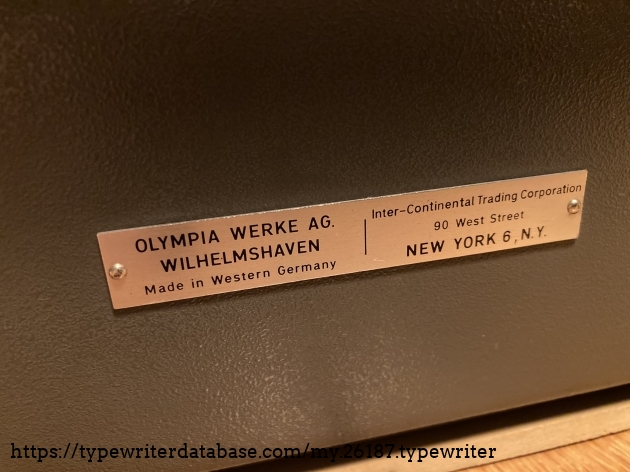 OLYMPIA WERKE AG.
WILHELMSHAVEN
Made in Western Germany
Inter-Continental Trading Corporation
90 West Street
NEW YORK 6, N.Y.
https://typewriterdatabase.com/my.26187.typewriter